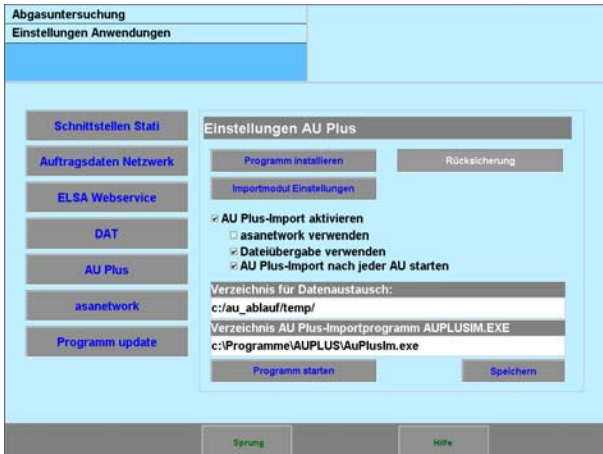 Abgasuntersuchung
Einstellungen Anwendungen
Schnittstellen Stati
Auftragsdaten Netzwerk
ELSA Webservice
DAT
AU Plus
asanetwork
Programm update
Einstellungen AU Plus
Programm installieren
Rücksicherung
Importmodul Einstellungen
AU Plus-Import aktivieren
asanetwork verwenden
Dateiübergabe verwenden
AU Plus-Import nach jeder AU starten
Verzeichnis für Datenaustausch:
c:/au_ablauf/temp/
Verzeichnis AU Plus-Importprogramm AUPLUSIM.EXE
c:\Programme\AUPLUS\AuPlusIm.exe
Programm starten
Speichern
Sprung
Hilfe